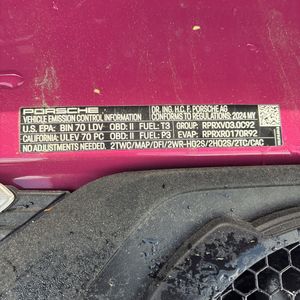 PORSCHE DR. ING. H.C. F. PORSCHE AG
VEHICLE EMISSION CONTROL INFORMATION CONFORMS TO REGULATIONS: 2024 MY
U.S. EPA: BIN 70 LDV OBD: II FUEL: T3 GROUP: RPRXV03.0C92
CALIFORNIA: ULEV 70 PC OBD: II FUEL: P3 EVAP: RPRXR0170R92
NO ADJUSTMENTS NEEDED. 2TWC/MAP/DFI/2WR-HO2S/2HO2S/2TC/CAC